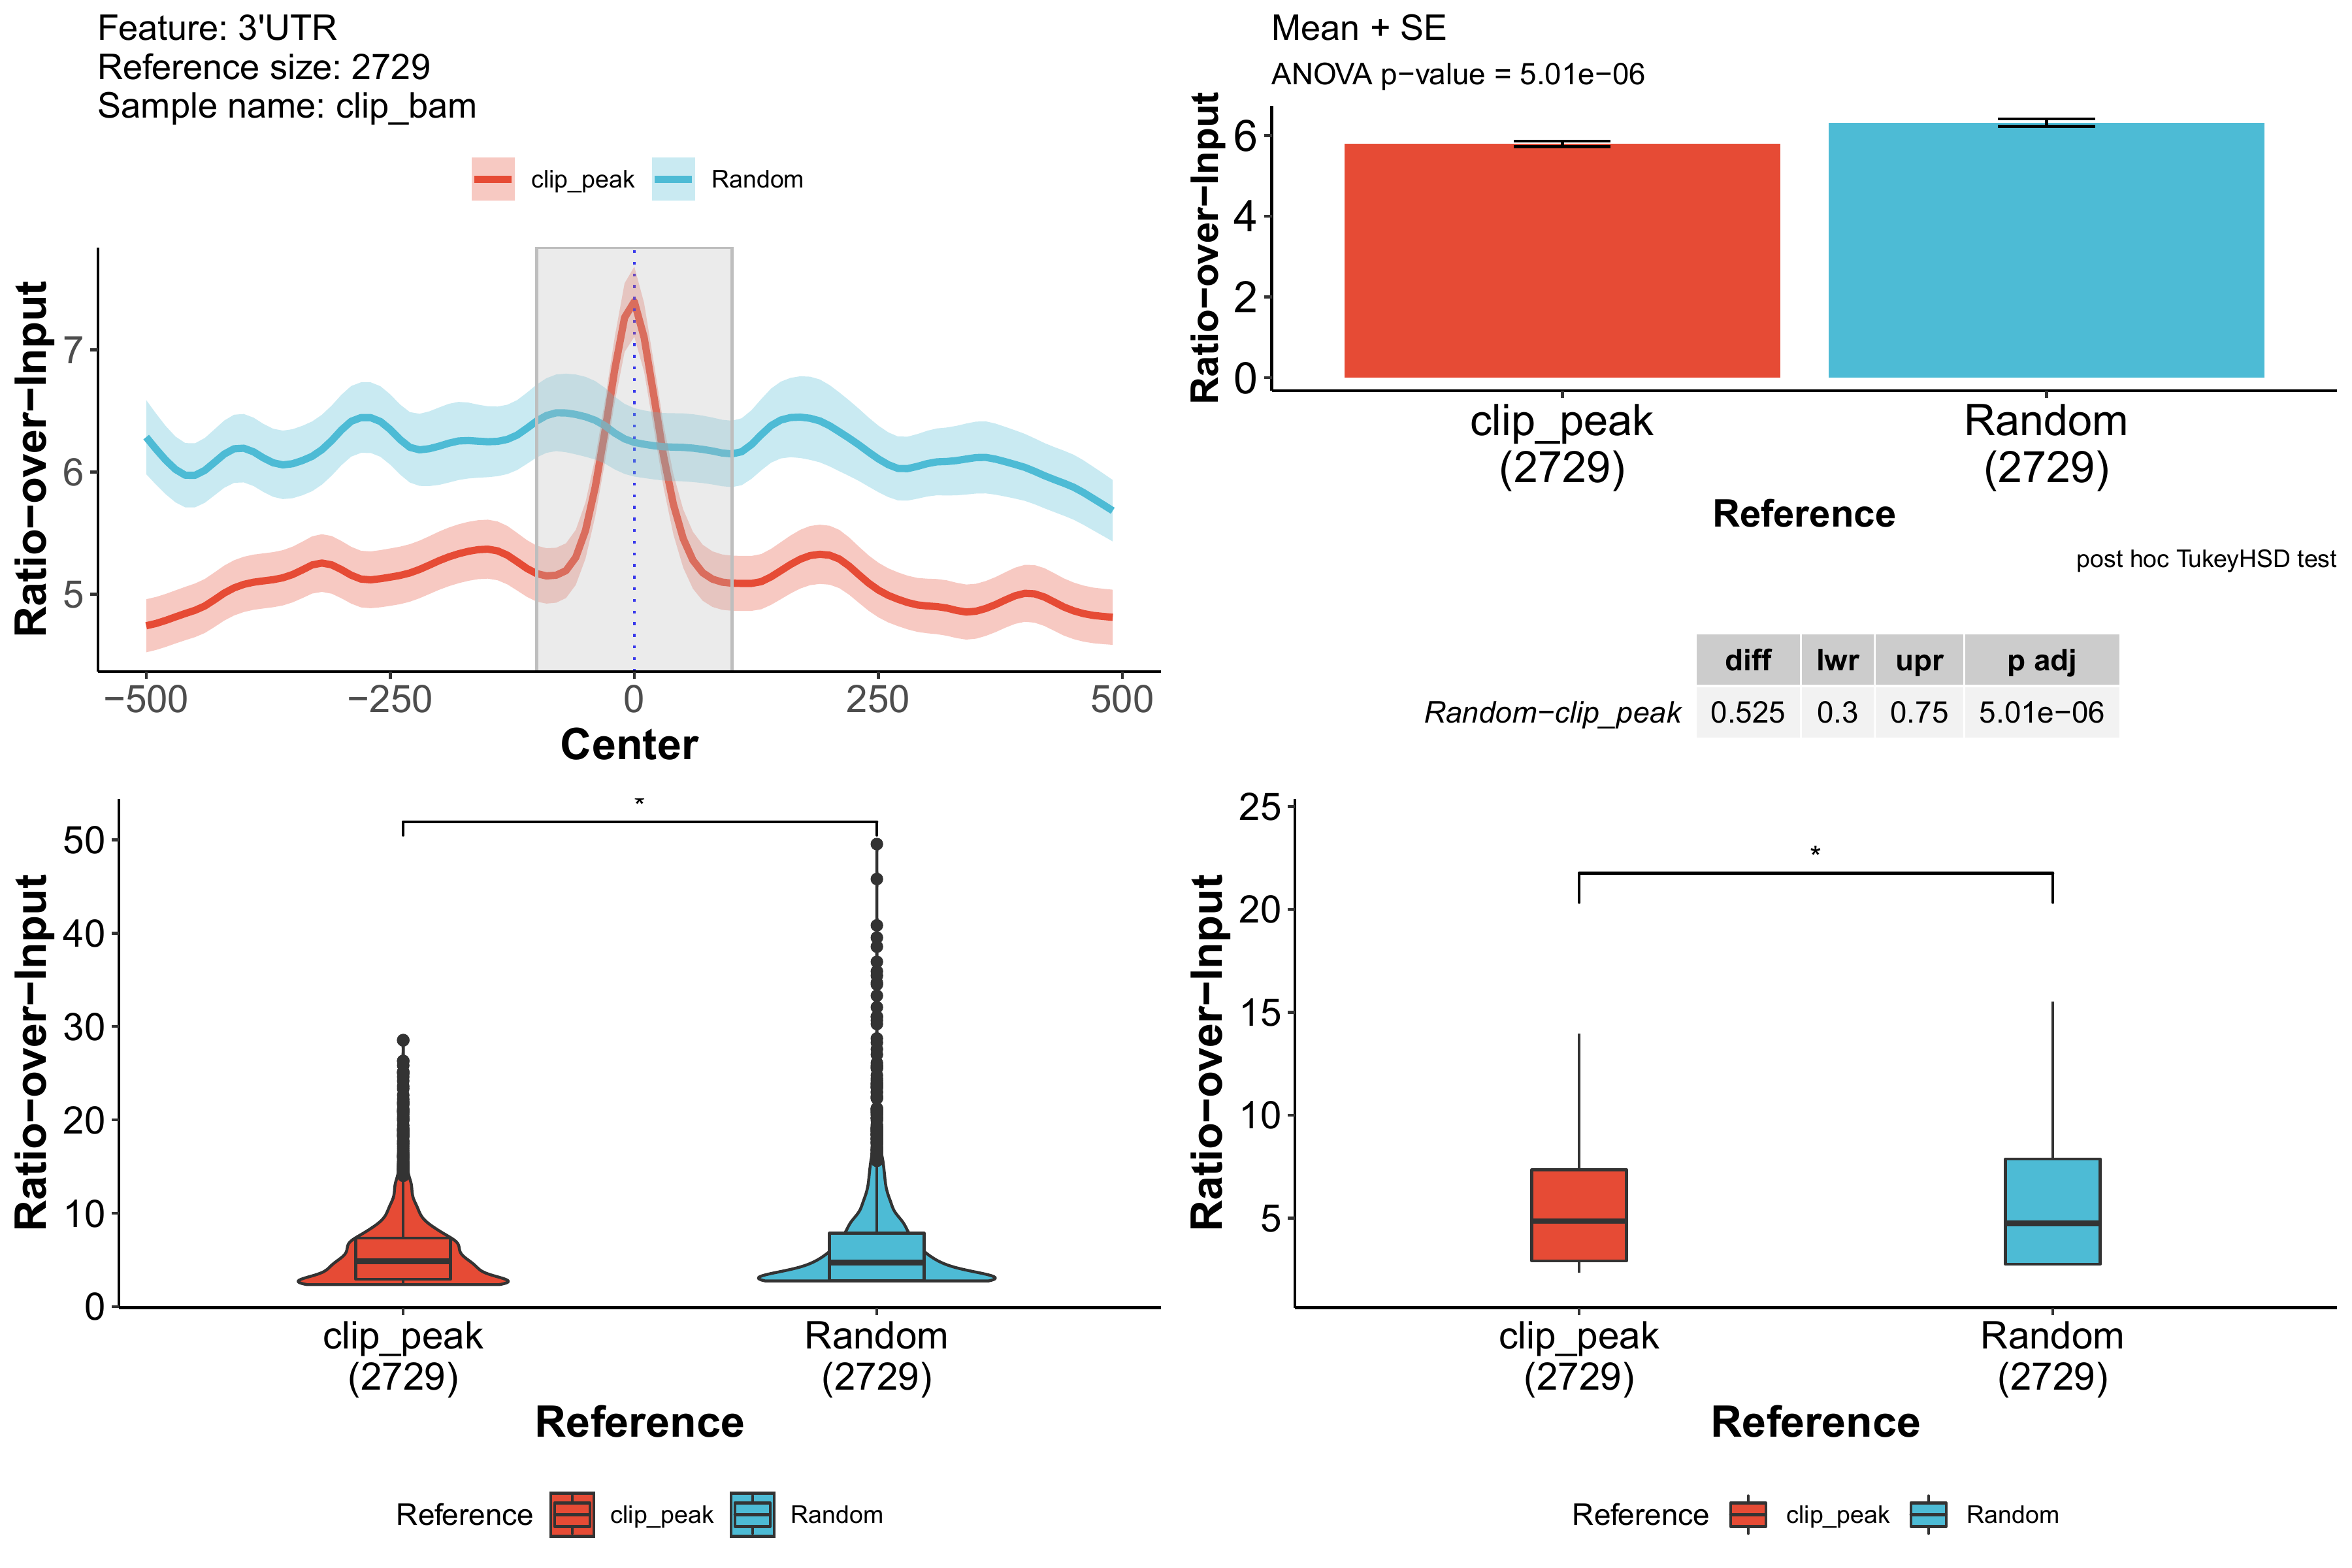 Feature: 3'UTR
Reference size: 2729
Sample name: clip_bam
clip_peak
Random
Ratio−over−Input
7
6
5
−500
−250
0
250
500
Center
Mean + SE
ANOVA p−value = 5.01e−06
Ratio−over−Input
6
4
2
0
clip_peak
(2729)
Random
(2729)
Reference
post hoc TukeyHSD test
diff lwr upr p adj
Random−clip_peak 0.525 0.3 0.75 5.01e−06
*
Ratio−over−Input
50
40
30
20
10
0
clip_peak
(2729)
Random
(2729)
Reference
Reference clip_peak Random
*
Ratio−over−Input
25
20
15
10
5
clip_peak
(2729)
Random
(2729)
Reference
Reference clip_peak Random